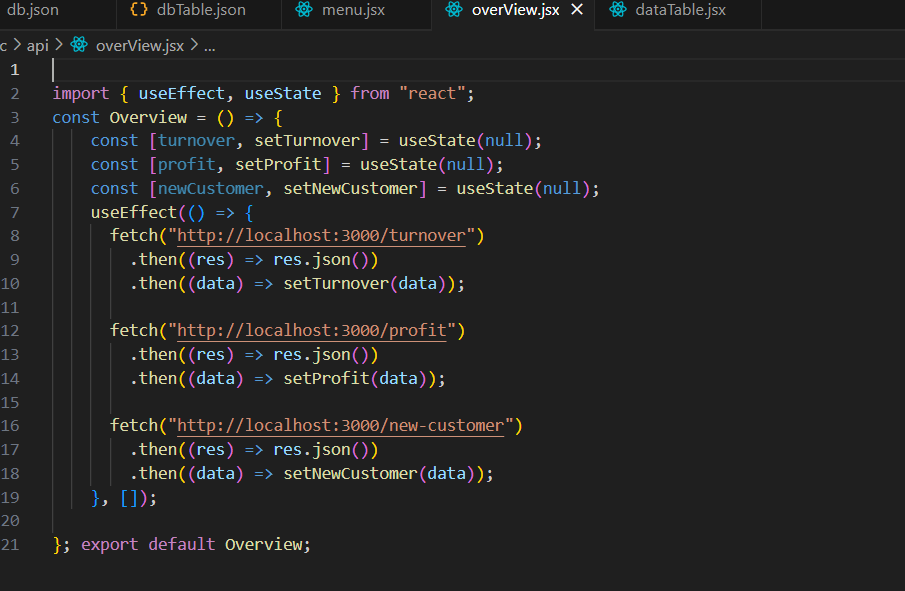 db.json {} dbTable.json menu.jsx overView.jsx × dataTable.jsx
c > api > overView.jsx > ...
1
2 import { useEffect, useState } from "react";
3 const Overview = () => {
4 const [turnover, setTurnover] = useState(null);
5 const [profit, setProfit] = useState(null);
6 const [newCustomer, setNewCustomer] = useState(null);
7 useEffect(() => {
8 fetch("http://localhost:3000/turnover")
9 .then((res) => res.json())
10 .then((data) => setTurnover(data));
11
12 fetch("http://localhost:3000/profit")
13 .then((res) => res.json())
14 .then((data) => setProfit(data));
15
16 fetch("http://localhost:3000/new-customer")
17 .then((res) => res.json())
18 .then((data) => setNewCustomer(data));
19 }, []);
20
21 }; export default Overview;